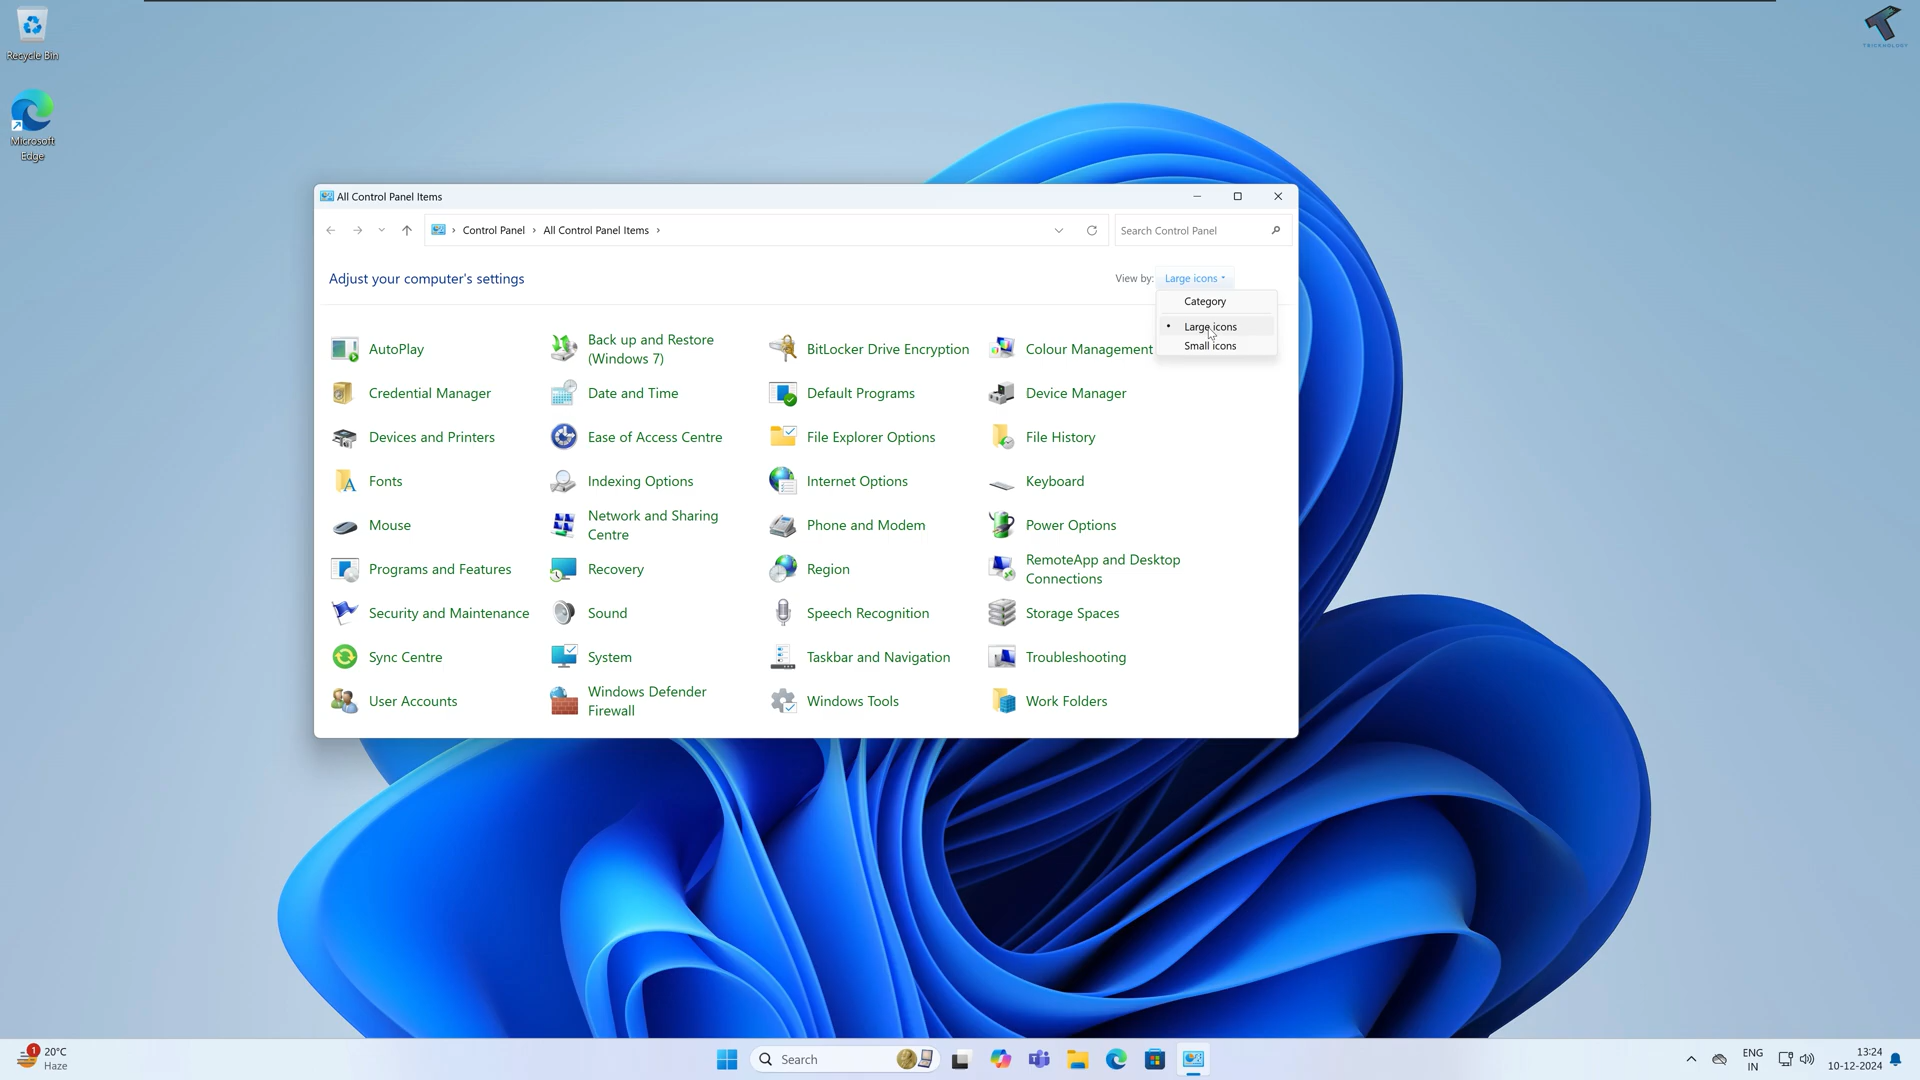 Recycle Bin
Microsoft
Edge
TRICKNOLOGY
All Control Panel Items
Control Panel
All Control Panel Items
Search Control Panel
Adjust your computer's settings
View by:
Large icons
Category
Large icons
Small icons
AutoPlay
Back up and Restore
(Windows 7)
BitLocker Drive Encryption
Colour Management
Credential Manager
Date and Time
Default Programs
Device Manager
Devices and Printers
Ease of Access Centre
File Explorer Options
File History
Fonts
Indexing Options
Internet Options
Keyboard
Mouse
Network and Sharing
Centre
Phone and Modem
Power Options
Programs and Features
Recovery
Region
RemoteApp and Desktop
Connections
Security and Maintenance
Sound
Speech Recognition
Storage Spaces
Sync Centre
System
Taskbar and Navigation
Troubleshooting
User Accounts
Windows Defender
Firewall
Windows Tools
Work Folders
1
20°C
Haze
Search
ENG
IN
13:24
10-12-2024